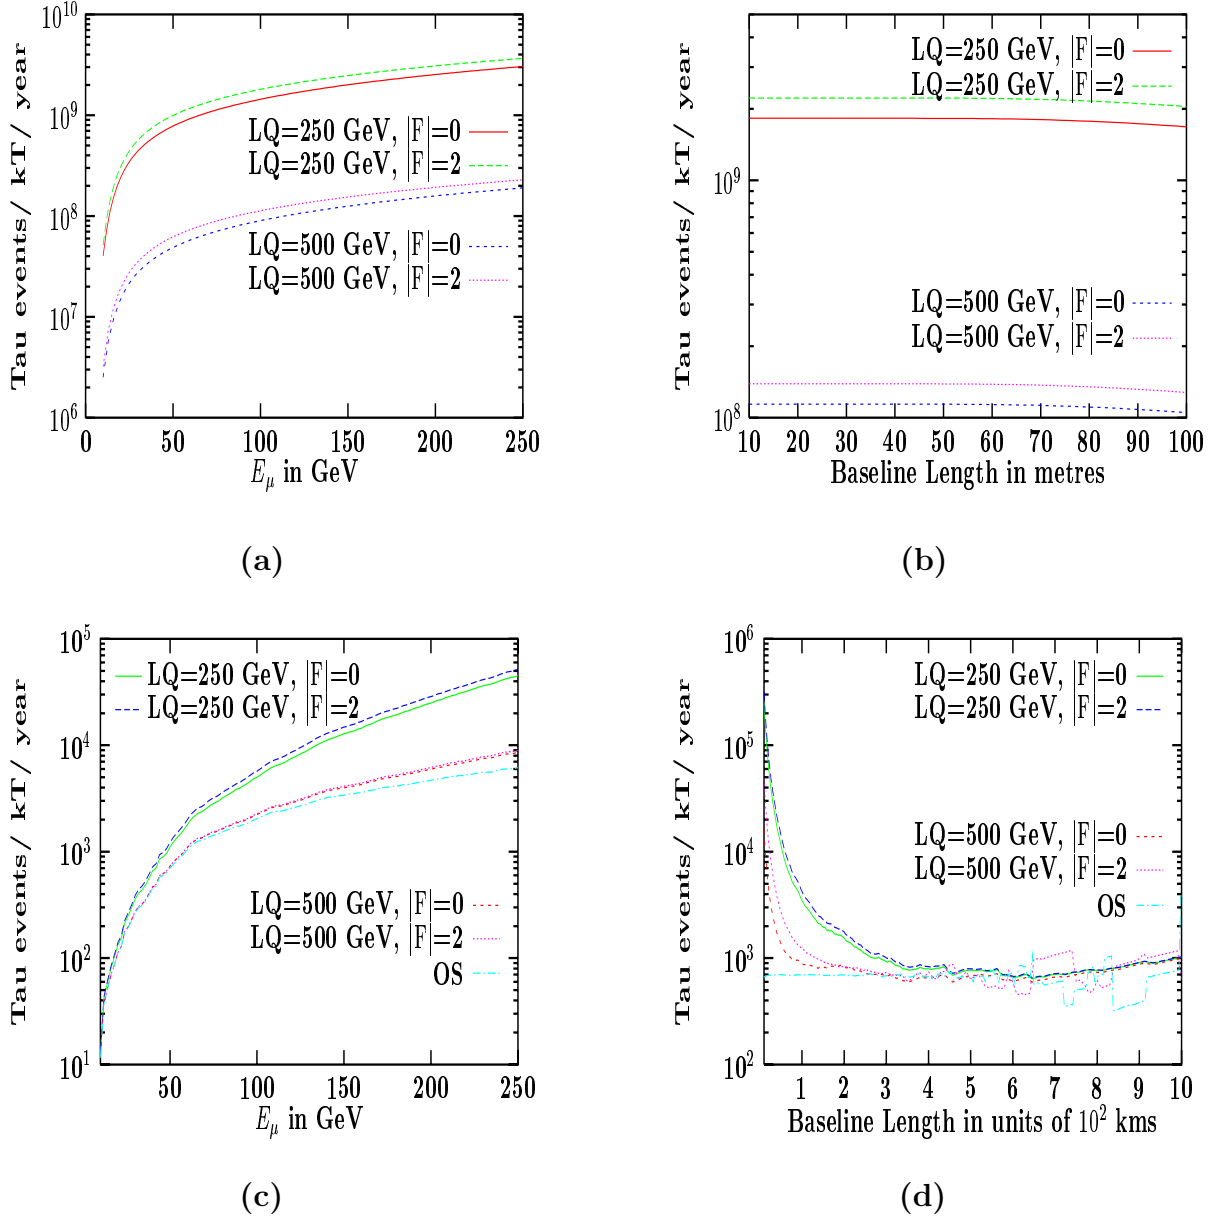 Tau events/ kT/ year
10^10
10^9
10^8
10^7
10^6
LQ=250 GeV, |F|=0
LQ=250 GeV, |F|=2
LQ=500 GeV, |F|=0
LQ=500 GeV, |F|=2
0 50 100 150 200 250
E_μ in GeV
(a)
Tau events/ kT/ year
10^9
10^8
LQ=250 GeV, |F|=0
LQ=250 GeV, |F|=2
LQ=500 GeV, |F|=0
LQ=500 GeV, |F|=2
10 20 30 40 50 60 70 80 90 100
Baseline Length in metres
(b)
Tau events/ kT/ year
10^5
10^4
10^3
10^2
10^1
LQ=250 GeV, |F|=0
LQ=250 GeV, |F|=2
LQ=500 GeV, |F|=0
LQ=500 GeV, |F|=2
OS
50 100 150 200 250
E_μ in GeV
(c)
Tau events/ kT/ year
10^6
10^5
10^4
10^3
10^2
LQ=250 GeV, |F|=0
LQ=250 GeV, |F|=2
LQ=500 GeV, |F|=0
LQ=500 GeV, |F|=2
OS
1 2 3 4 5 6 7 8 9 10
Baseline Length in units of 10^2 kms
(d)